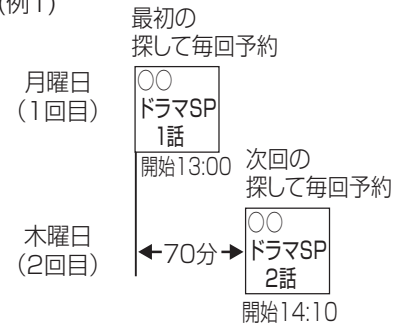 (例1)
最初の
探して毎回予約
月曜日
(1回目)
○○
ドラマSP
1話
開始13:00
次回の
探して毎回予約
木曜日
(2回目)
70分
○○
ドラマSP
2話
開始14:10